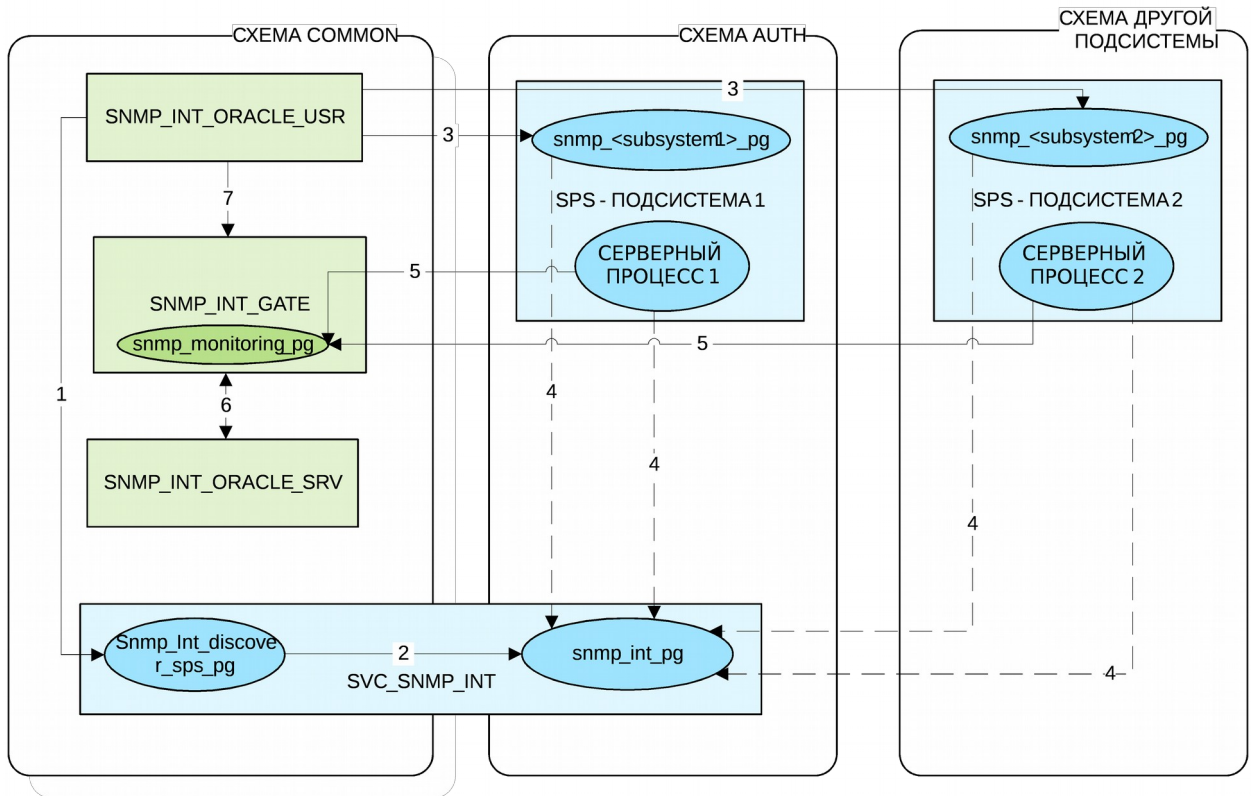 СХЕМА COMMON
СХЕМА AUTH
СХЕМА ДРУГОЙ
ПОДСИСТЕМЫ
SNMP_INT_ORACLE_USR
3
3
snmp_<subsystem1>_pg
snmp_<subsystem2>_pg
7
SPS - ПОДСИСТЕМА 1
SPS - ПОДСИСТЕМА 2
СЕРВЕРНЫЙ
ПРОЦЕСС 1
СЕРВЕРНЫЙ
ПРОЦЕСС 2
5
SNMP_INT_GATE
snmp_monitoring_pg
5
1
6
4
4
SNMP_INT_ORACLE_SRV
4
Snmp_Int_discove
r_sps_pg
2
snmp_int_pg
4
SVC_SNMP_INT